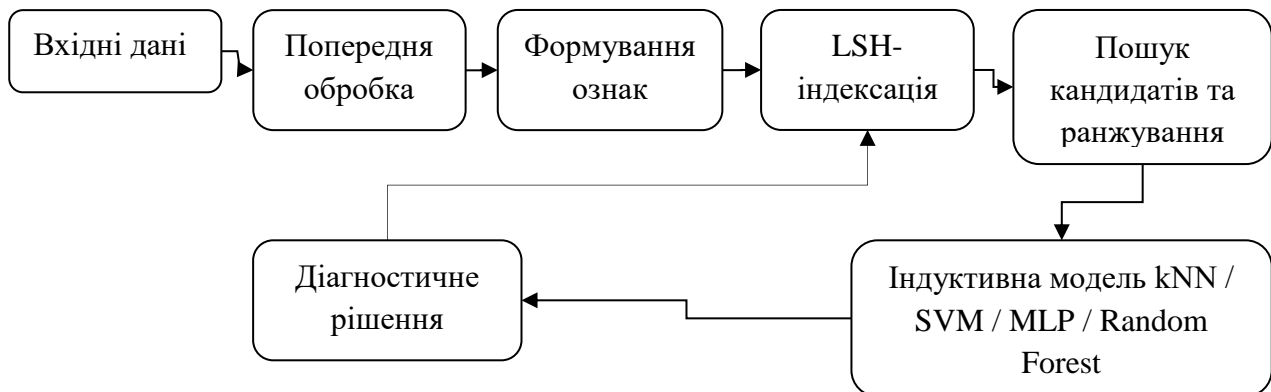 Вхідні дані
Попередня
обробка
Формування
ознак
LSH-
індексація
Пошук
кандидатів та
ранжування
Діагностичне
рішення
Індуктивна модель kNN /
SVM / MLP / Random
Forest